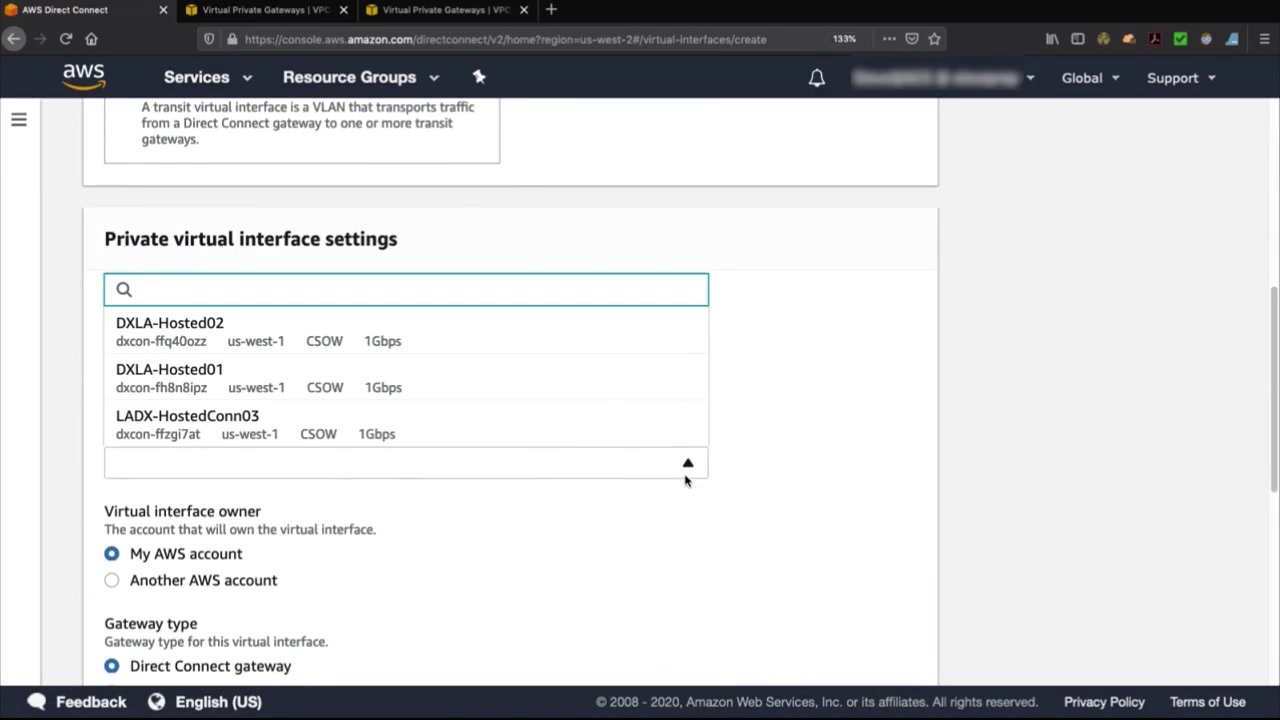 AWS Direct Connect
Virtual Private Gateways | VPC
Virtual Private Gateways | VPC
https://console.aws.amazon.com/directconnect/v2/home?region=us-west-2#/virtual-interfaces/create
133%
aws
Services
Resource Groups
Global
Support
A transit virtual interface is a VLAN that transports traffic
from a Direct Connect gateway to one or more transit
gateways.
Private virtual interface settings
DXLA-Hosted02
dxcon-ffq40ozz us-west-1 CSOW 1Gbps
DXLA-Hosted01
dxcon-fh8n8ipz us-west-1 CSOW 1Gbps
LADX-HostedConn03
dxcon-ffzgi7at us-west-1 CSOW 1Gbps
Virtual interface owner
The account that will own the virtual interface.
My AWS account
Another AWS account
Gateway type
Gateway type for this virtual interface.
Direct Connect gateway
Feedback
English (US)
© 2008 - 2020, Amazon Web Services, Inc. or its affiliates. All rights reserved.
Privacy Policy
Terms of Use